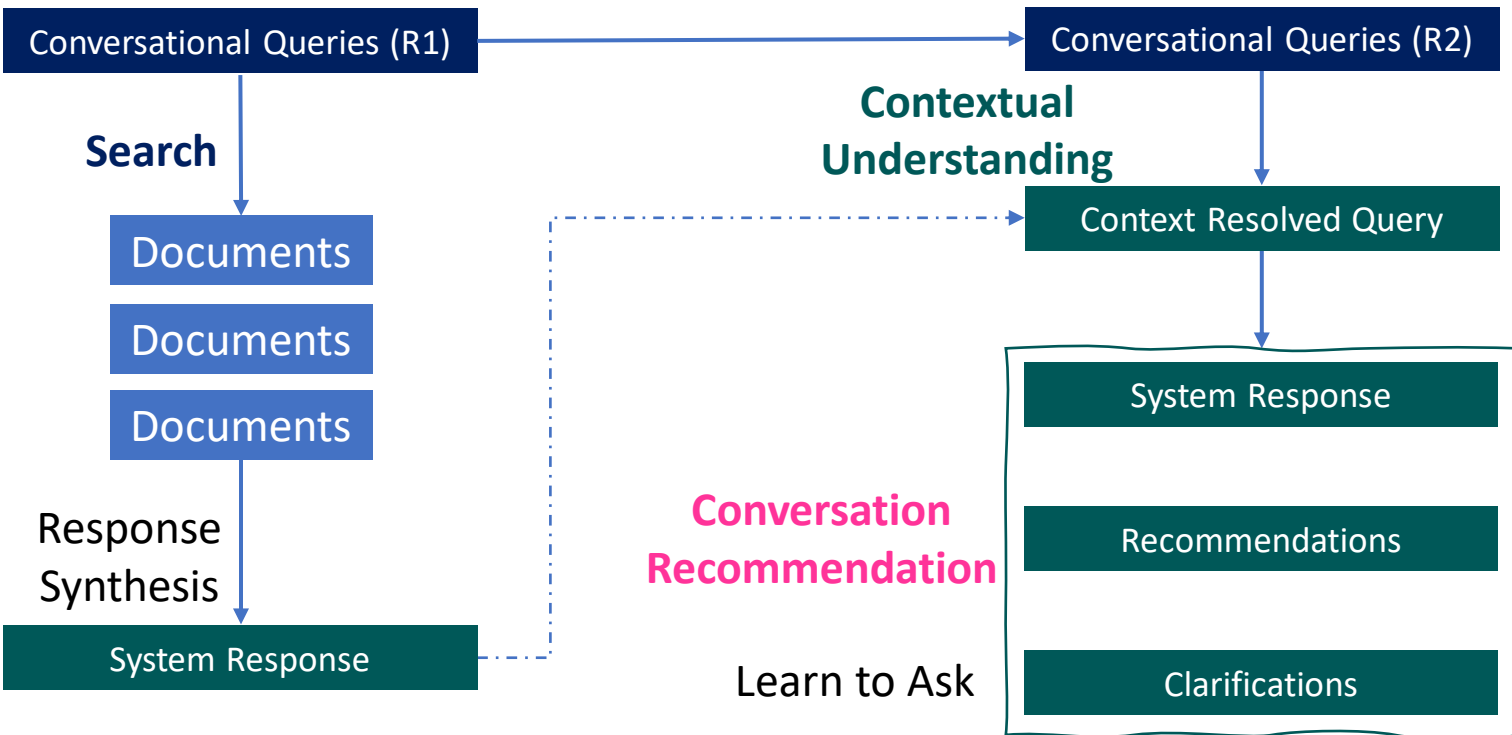 Conversational Queries (R1)
Conversational Queries (R2)
Search
Contextual
Understanding
Documents
Context Resolved Query
Documents
Documents
System Response
Response
Synthesis
Conversation
Recommendation
Recommendations
System Response
Learn to Ask
Clarifications